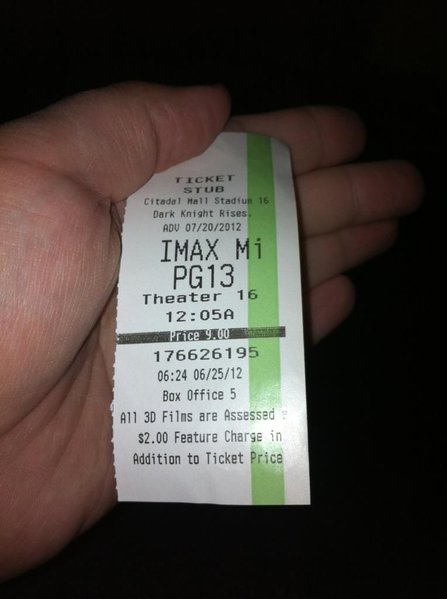 TICKET
STUB
Citadel Mall Stadium 16
Dark Knight Rises,
ADV 07/20/2012
IMAX Mi
PG13
Theater 16
12:05A
Price 9.00
176626195
06:24 06/25/12
Box Office 5
All 3D Films are Assessed
$2.00 Feature Charge in
Addition to Ticket Price